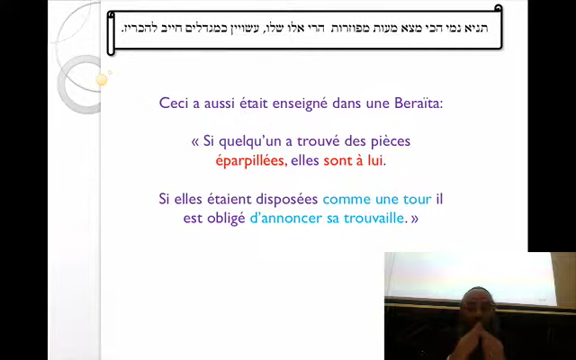 תניא נמי הכי מצא מעות מפוזרות הרי אלו שלו, עשויין כמגדלים חייב להכריז.
Ceci a aussi était enseigné dans une Beraïta:
« Si quelqu'un a trouvé des pièces
éparpillées, elles sont à lui.
Si elles étaient disposées comme une tour il
est obligé d'annoncer sa trouvaille. »